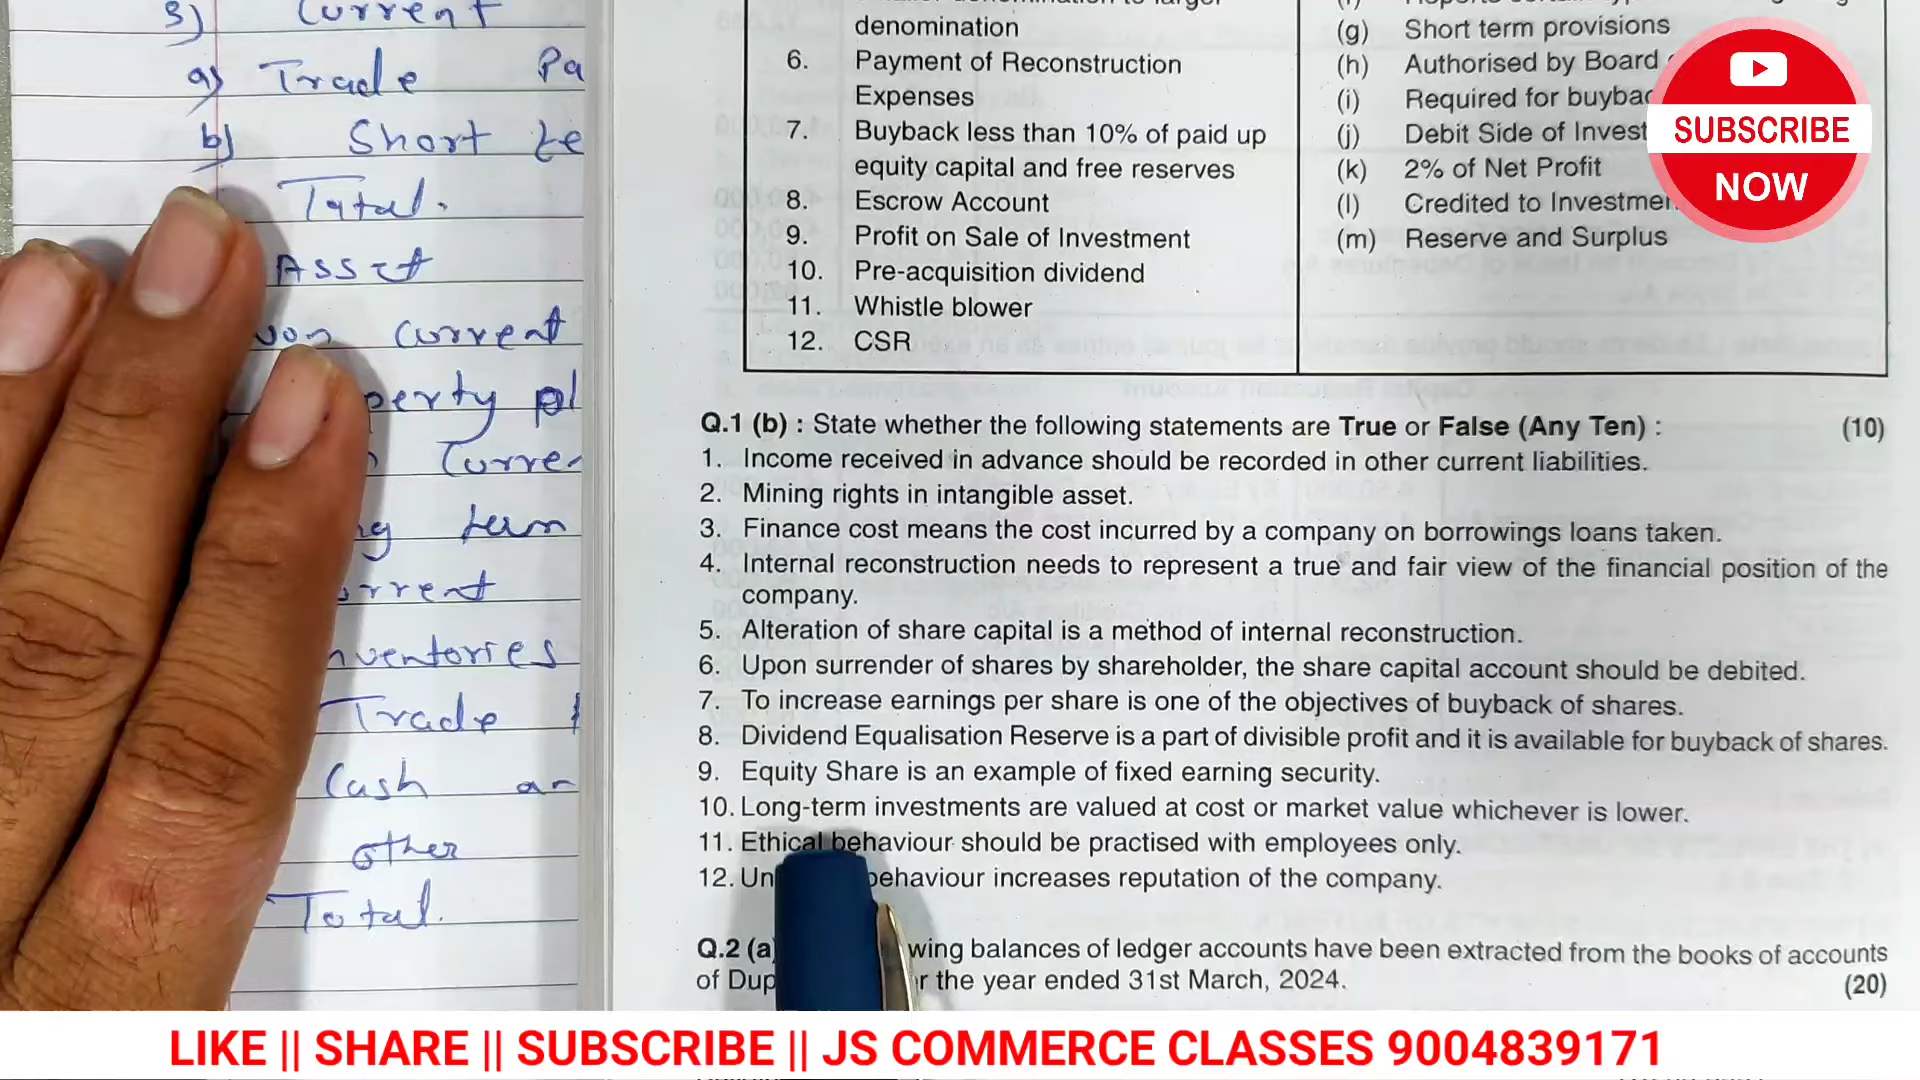 3) Current
a) Trade Pa
b) Short te
Total.
Asset
Non current
perty pl
Curre
ng term
urrent
nventories
Trade
Cash an
other
Total.
denomination
6. Payment of Reconstruction
Expenses
7. Buyback less than 10% of paid up
equity capital and free reserves
8. Escrow Account
9. Profit on Sale of Investment
10. Pre-acquisition dividend
11. Whistle blower
12. CSR
(g) Short term provisions
(h) Authorised by Board
(i) Required for buybac
(j) Debit Side of Invest
(k) 2% of Net Profit
(l) Credited to Investmen
(m) Reserve and Surplus
SUBSCRIBE
NOW
Q.1 (b) : State whether the following statements are True or False (Any Ten) : (10)
1. Income received in advance should be recorded in other current liabilities.
2. Mining rights in intangible asset.
3. Finance cost means the cost incurred by a company on borrowings loans taken.
4. Internal reconstruction needs to represent a true and fair view of the financial position of the
company.
5. Alteration of share capital is a method of internal reconstruction.
6. Upon surrender of shares by shareholder, the share capital account should be debited.
7. To increase earnings per share is one of the objectives of buyback of shares.
8. Dividend Equalisation Reserve is a part of divisible profit and it is available for buyback of shares.
9. Equity Share is an example of fixed earning security.
10. Long-term investments are valued at cost or market value whichever is lower.
11. Ethical behaviour should be practised with employees only.
12. Un behaviour increases reputation of the company.
Q.2 (a) wing balances of ledger accounts have been extracted from the books of accounts
of Dup r the year ended 31st March, 2024. (20)
LIKE || SHARE || SUBSCRIBE || JS COMMERCE CLASSES 9004839171